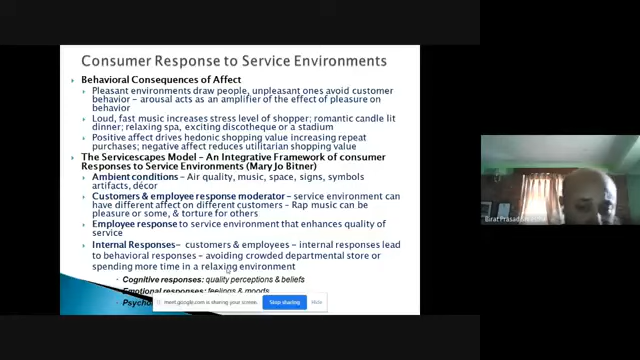 Consumer Response to Service Environments
Behavioral Consequences of Affect
Pleasant environments draw people, unpleasant ones avoid customer
behavior – arousal acts as an amplifier of the effect of pleasure on
behavior
Loud, fast music increases stress level of shopper; romantic candle lit
dinner; relaxing spa, exciting discotheque or a stadium
Positive affect drives hedonic shopping value increasing repeat
purchases; negative affect reduces utilitarian shopping value
The Servicescapes Model – An Integrative Framework of consumer
Responses to Service Environments (Mary Jo Bitner)
Ambient conditions – Air quality, music, space, signs, symbols
artifacts, décor
Customers & employee response moderator – service environment can
have different affect on different customers – Rap music can be
pleasure or some, & torture for others
Employee response to service environment that enhances quality of
service
Internal Responses– customers & employees – internal responses lead
to behavioral responses – avoiding crowded departmental store or
spending more time in a relaxing environment
Cognitive responses: quality perceptions & beliefs
Emotional responses: feelings & moods
meet.google.com is sharing your screen.
Stop sharing
Hide
Birat Prasad